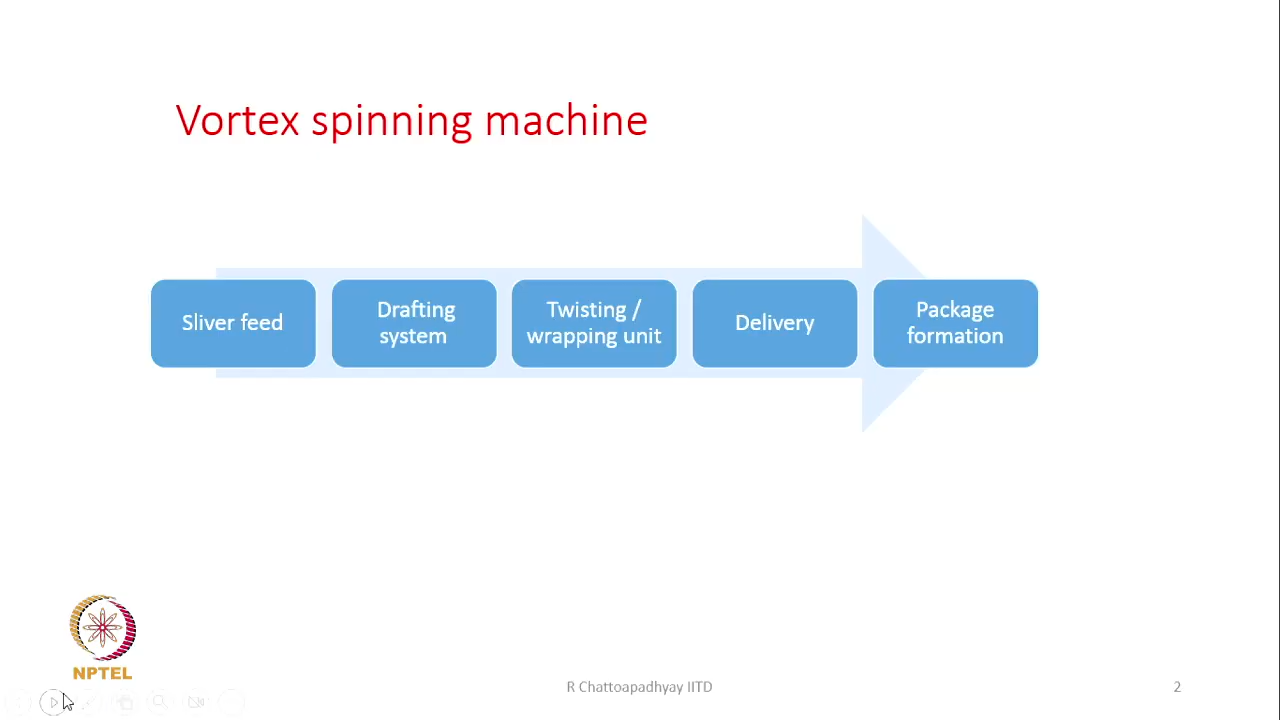 Vortex spinning machine
Sliver feed
Drafting
system
Twisting /
wrapping unit
Delivery
Package
formation
NPTEL
R Chattoapadhyay IITD
2